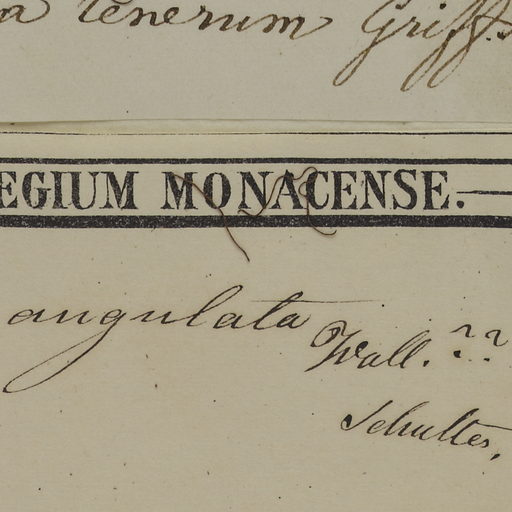 tenerum Griff.
EGIUM MONACENSE.
angulata Wall. ??
Schultes,